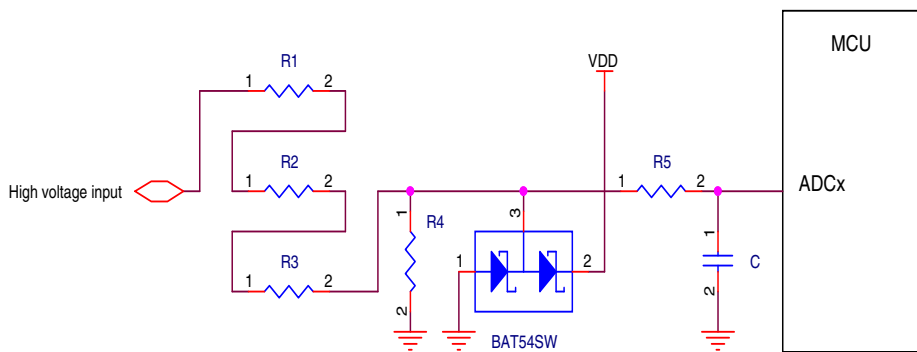 MCU
R1
VDD
1 2
R2
R5
1 2
1 2
High voltage input
ADCx
1
R4
3
R3
1 2
1 2
1
C
2
2
BAT54SW